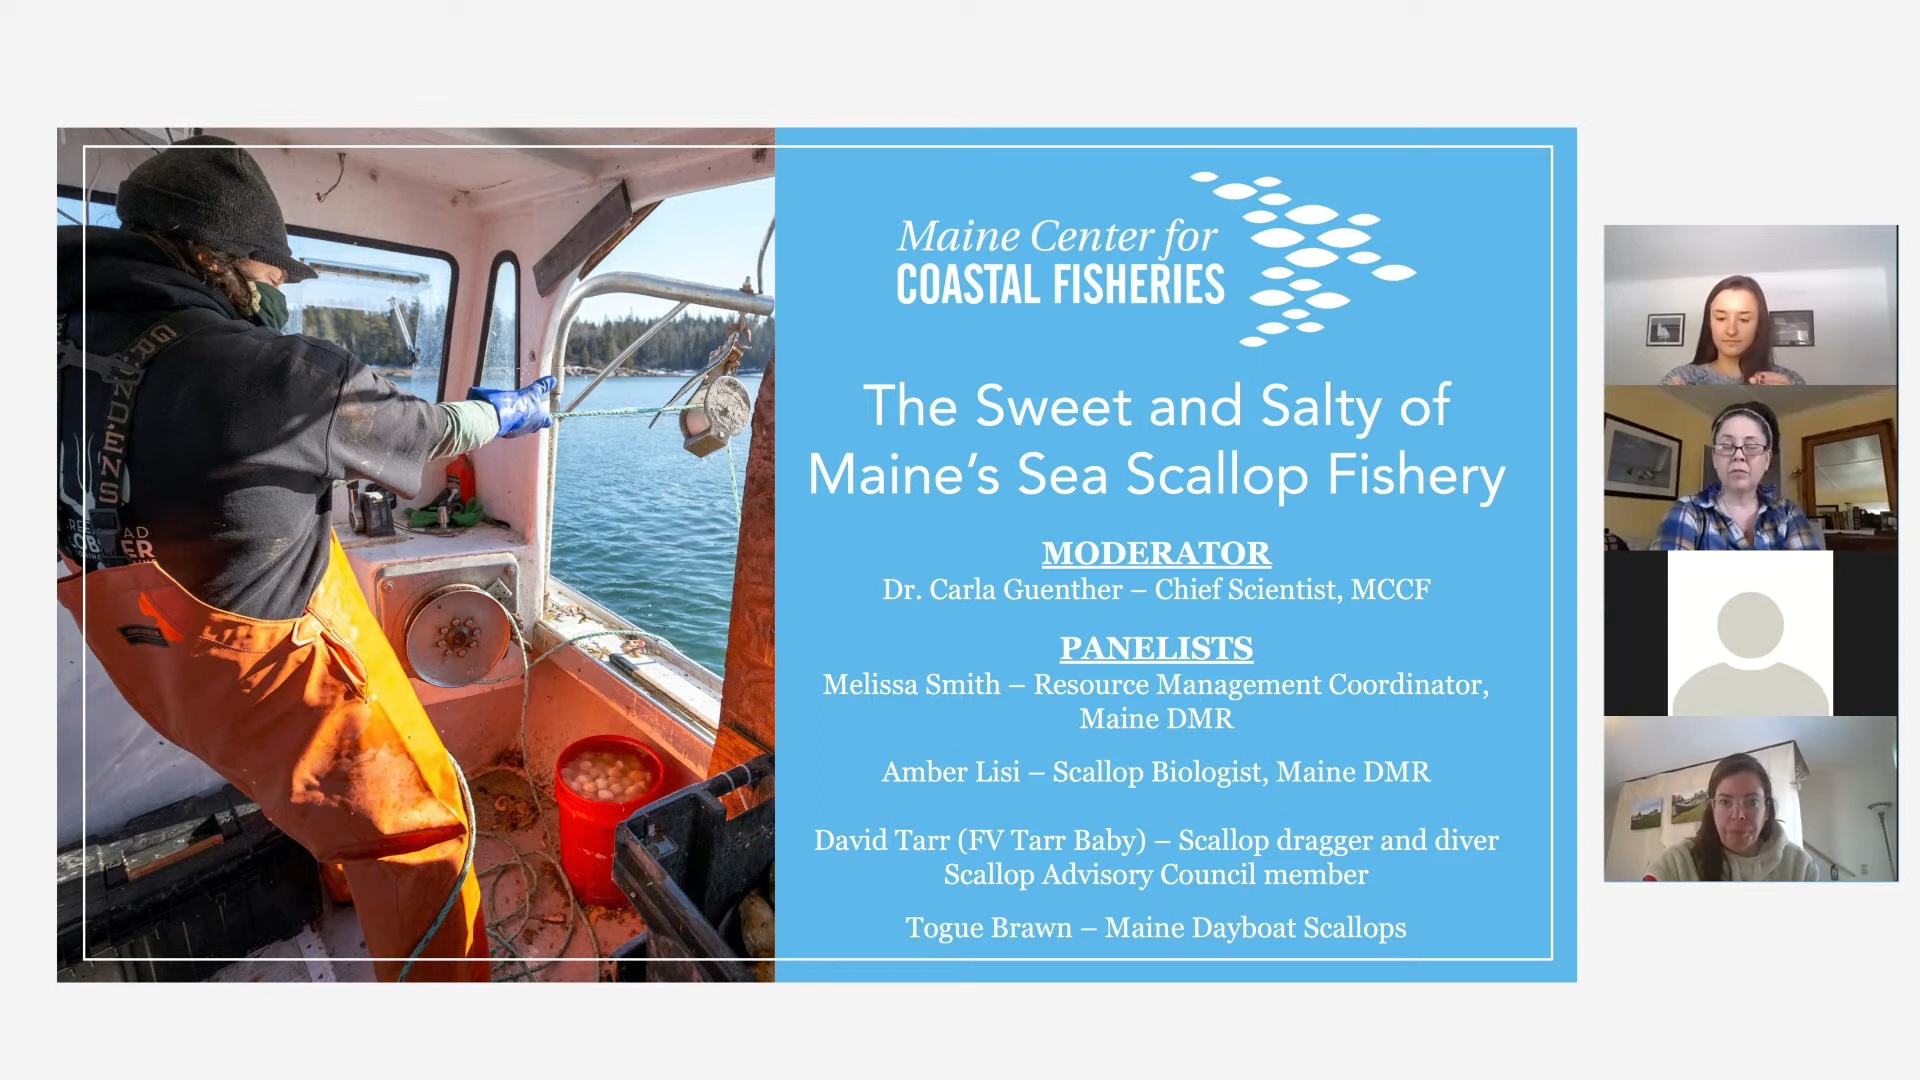 Maine Center for
COASTAL FISHERIES
The Sweet and Salty of
Maine's Sea Scallop Fishery
MODERATOR
Dr. Carla Guenther – Chief Scientist, MCCF
PANELISTS
Melissa Smith – Resource Management Coordinator,
Maine DMR
Amber Lisi – Scallop Biologist, Maine DMR
David Tarr (FV Tarr Baby) – Scallop dragger and diver
Scallop Advisory Council member
Togue Brawn – Maine Dayboat Scallops